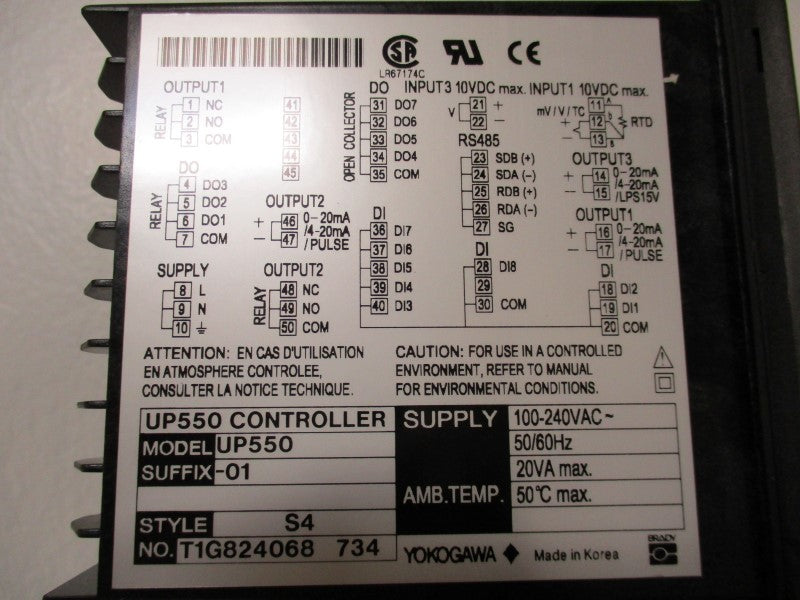 LR67174C
OUTPUT1
RELAY
1 NC
2 NO
3 COM
41
42
43
44
45
DO
OPEN COLLECTOR
31 DO7
32 DO6
33 DO5
34 DO4
35 COM
INPUT3 10VDC max.
V
21 +
22 −
INPUT1 10VDC max.
mV/V/TC
11 A
+ 12 b
− 13 B
RTD
RS485
23 SDB (+)
24 SDA (−)
25 RDB (+)
26 RDA (−)
27 SG
OUTPUT3
+ 14 0−20mA
/4−20mA
− 15 /LPS15V
DO
RELAY
4 DO3
5 DO2
6 DO1
7 COM
OUTPUT2
+ 46 0−20mA
/4−20mA
− 47 /PULSE
DI
36 DI7
37 DI6
38 DI5
39 DI4
40 DI3
DI
28 DI8
29
30 COM
OUTPUT1
+ 16 0−20mA
/4−20mA
− 17 /PULSE
SUPPLY
8 L
9 N
10
OUTPUT2
RELAY
48 NC
49 NO
50 COM
DI
18 DI2
19 DI1
20 COM
ATTENTION: EN CAS D'UTILISATION
EN ATMOSPHERE CONTROLEE,
CONSULTER LA NOTICE TECHNIQUE.
CAUTION: FOR USE IN A CONTROLLED
ENVIRONMENT, REFER TO MANUAL
FOR ENVIRONMENTAL CONDITIONS.
UP550 CONTROLLER
MODEL UP550
SUFFIX -01
STYLE S4
NO. T1G824068 734
SUPPLY 100-240VAC~
50/60Hz
20VA max.
AMB.TEMP. 50°C max.
YOKOGAWA
Made in Korea
BRADY